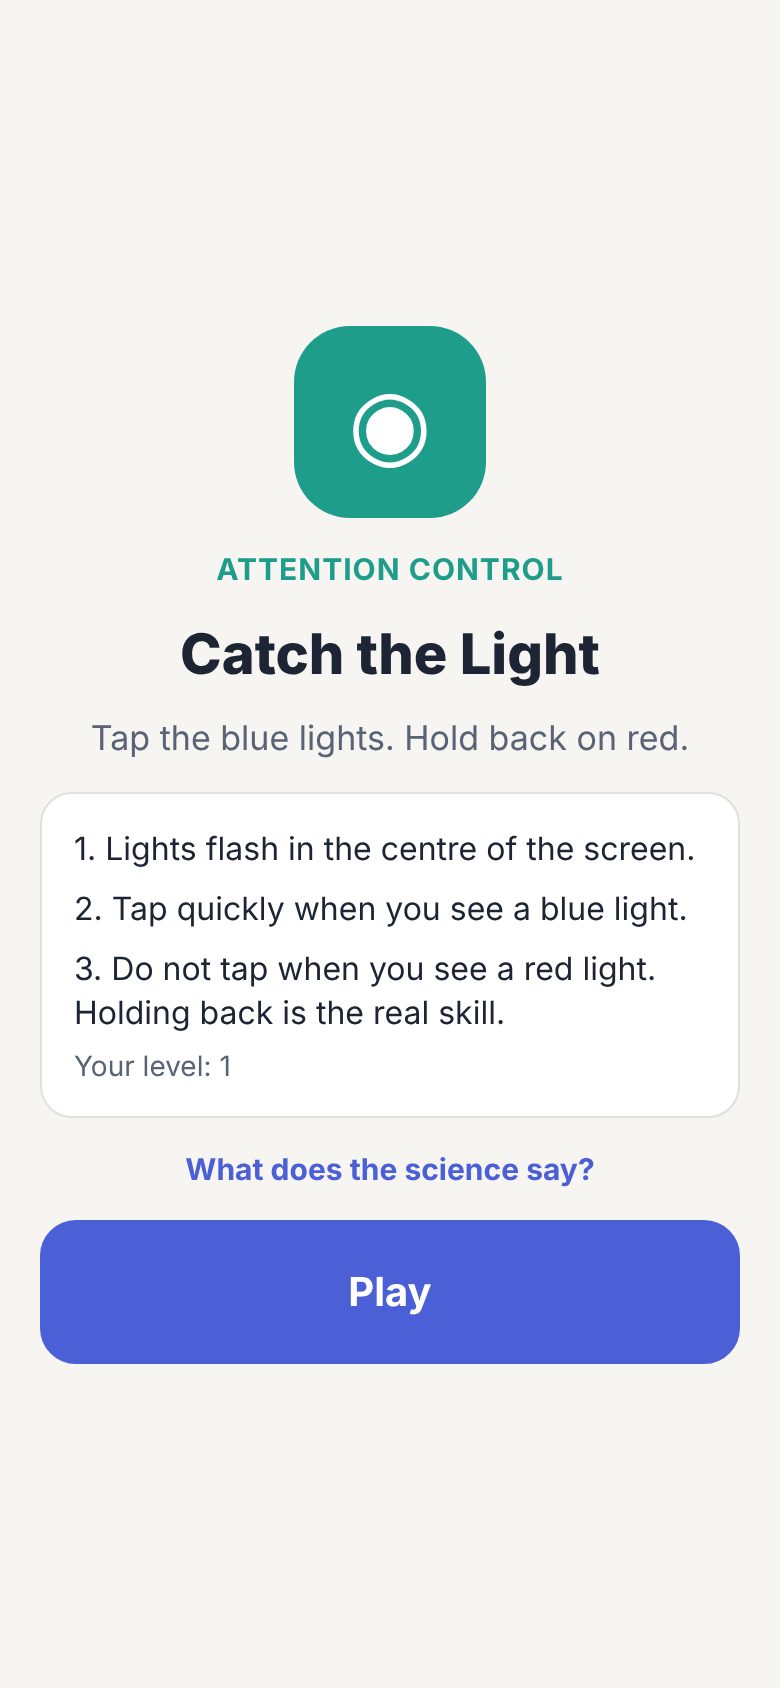 ATTENTION CONTROL
Catch the Light
Tap the blue lights. Hold back on red.
1. Lights flash in the centre of the screen.
2. Tap quickly when you see a blue light.
3. Do not tap when you see a red light.
Holding back is the real skill.
Your level: 1
What does the science say?
Play